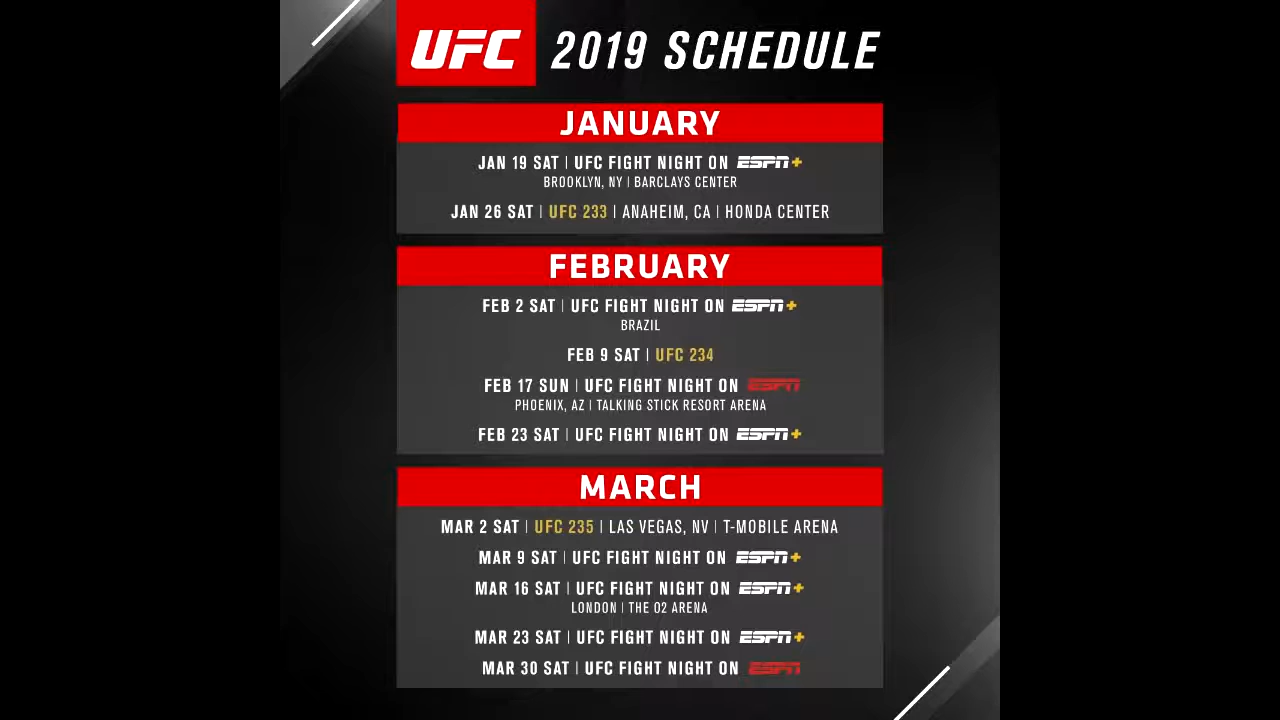 UFC 2019 SCHEDULE
JANUARY
JAN 19 SAT | UFC FIGHT NIGHT ON ESPN+
BROOKLYN, NY | BARCLAYS CENTER
JAN 26 SAT | UFC 233 | ANAHEIM, CA | HONDA CENTER
FEBRUARY
FEB 2 SAT | UFC FIGHT NIGHT ON ESPN+
BRAZIL
FEB 9 SAT | UFC 234
FEB 17 SUN | UFC FIGHT NIGHT ON ESPN
PHOENIX, AZ | TALKING STICK RESORT ARENA
FEB 23 SAT | UFC FIGHT NIGHT ON ESPN+
MARCH
MAR 2 SAT | UFC 235 | LAS VEGAS, NV | T-MOBILE ARENA
MAR 9 SAT | UFC FIGHT NIGHT ON ESPN+
MAR 16 SAT | UFC FIGHT NIGHT ON ESPN+
LONDON | THE O2 ARENA
MAR 23 SAT | UFC FIGHT NIGHT ON ESPN+
MAR 30 SAT | UFC FIGHT NIGHT ON ESPN